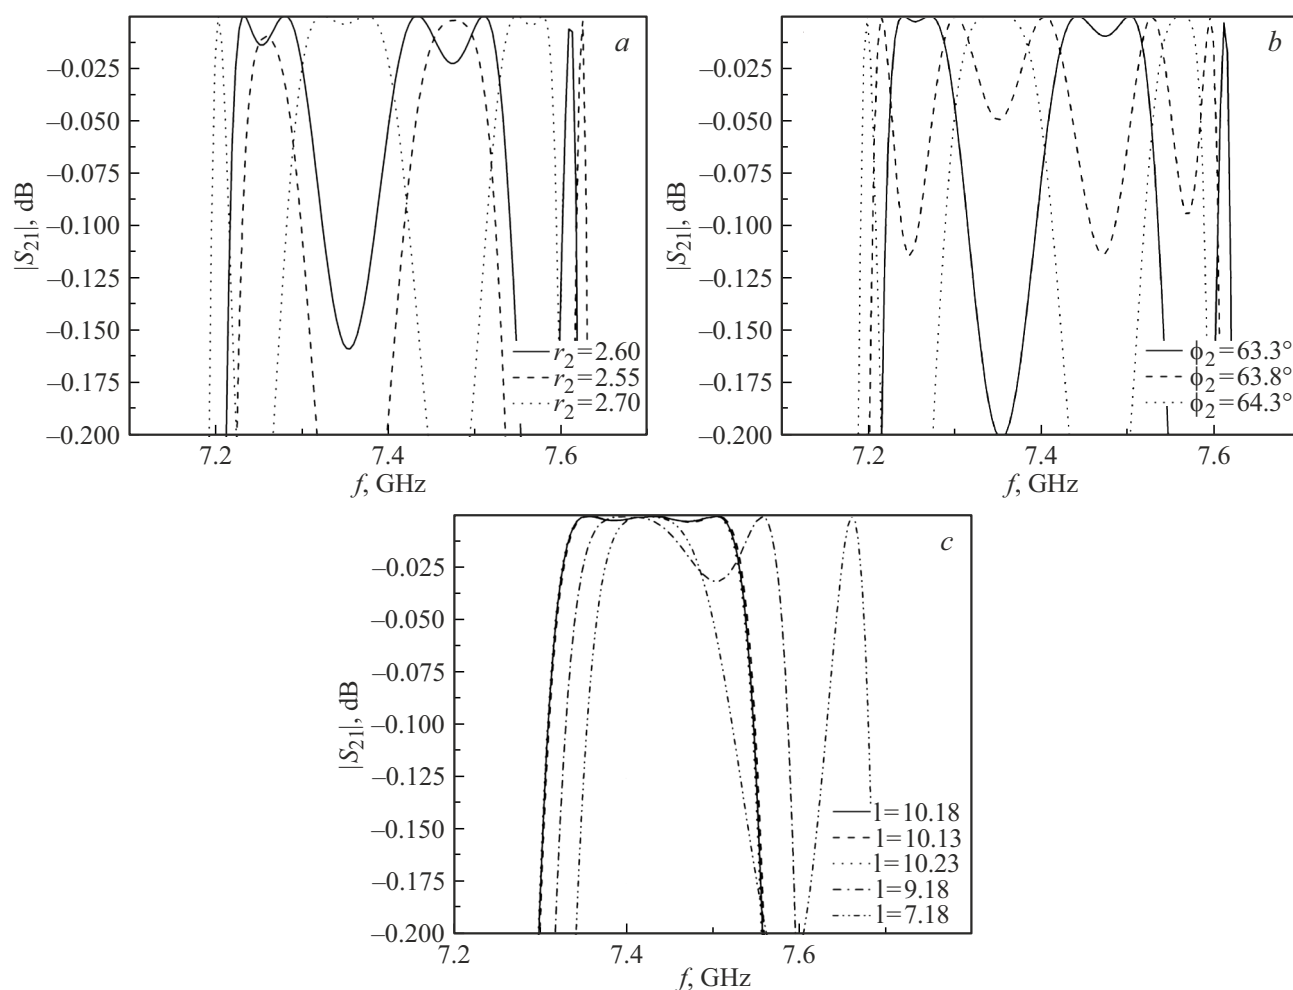 a
|S21|, dB
–0.025
–0.050
–0.075
–0.100
–0.125
–0.150
–0.175
–0.200
7.2 7.4 7.6
f, GHz
r2=2.60
r2=2.55
r2=2.70
b
|S21|, dB
–0.025
–0.050
–0.075
–0.100
–0.125
–0.150
–0.175
–0.200
7.2 7.4 7.6
f, GHz
ϕ2=63.3°
ϕ2=63.8°
ϕ2=64.3°
c
|S21|, dB
–0.025
–0.050
–0.075
–0.100
–0.125
–0.150
–0.175
–0.200
7.2 7.4 7.6
f, GHz
l=10.18
l=10.13
l=10.23
l=9.18
l=7.18